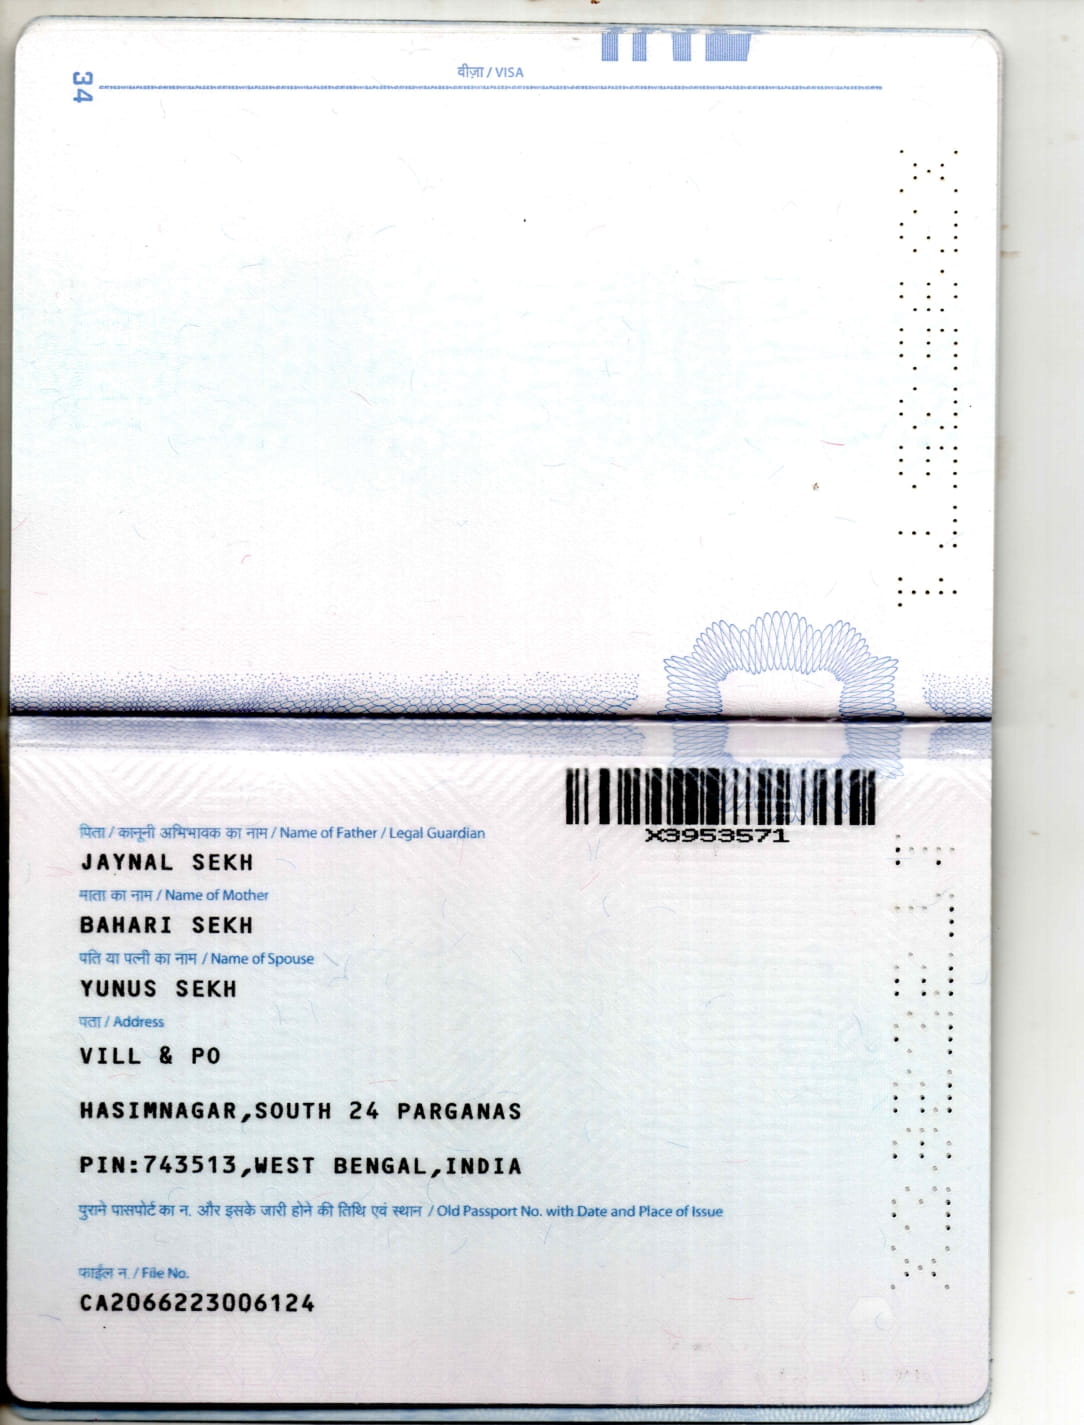 34
वीज़ा / VISA
X3953571
पिता / कानूनी अभिभावक का नाम / Name of Father / Legal Guardian
JAYNAL SEKH
माता का नाम / Name of Mother
BAHARI SEKH
पति या पत्नी का नाम / Name of Spouse
YUNUS SEKH
पता / Address
VILL & PO
HASIMNAGAR,SOUTH 24 PARGANAS
PIN:743513,WEST BENGAL,INDIA
पुराने पासपोर्ट का न. और इसके जारी होने की तिथि एवं स्थान / Old Passport No. with Date and Place of Issue
फाईल न. / File No.
CA2066223006124
X3953571